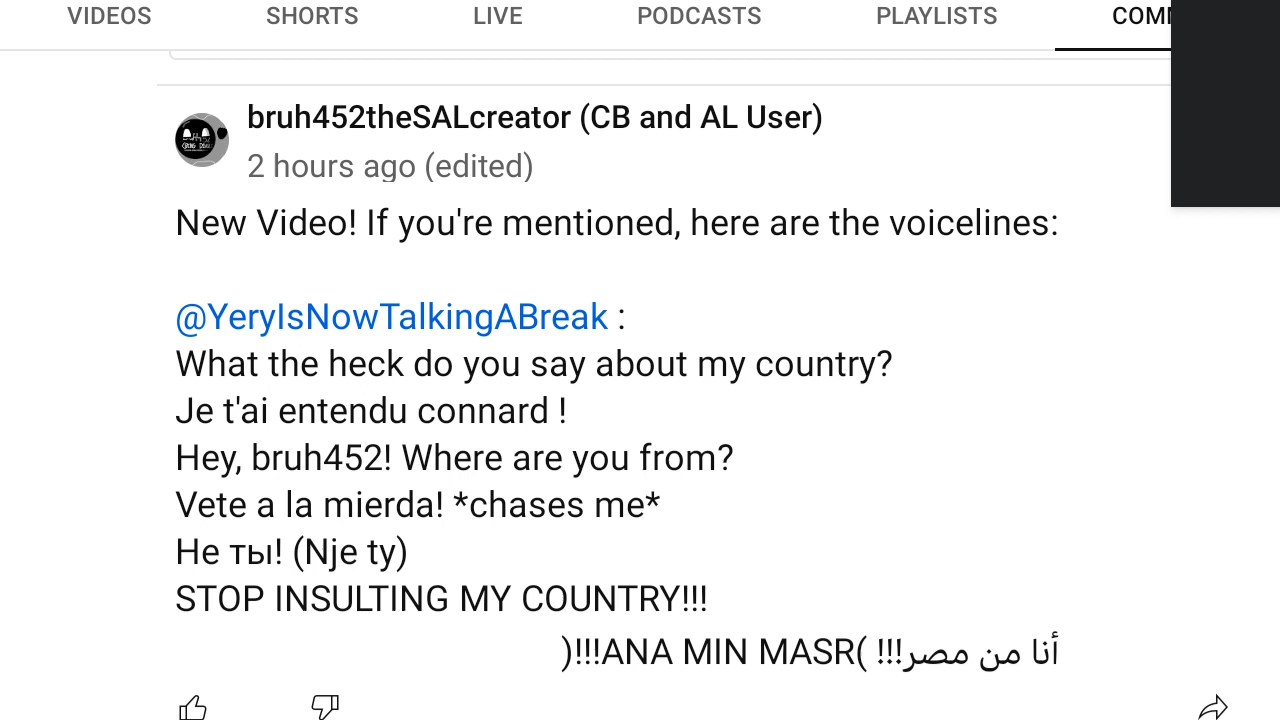 VIDEOS SHORTS LIVE PODCASTS PLAYLISTS
bruh452theSALcreator (CB and AL User)
2 hours ago (edited)
New Video! If you're mentioned, here are the voicelines:
@YeryIsNowTalkingABreak :
What the heck do you say about my country?
Je t'ai entendu connard !
Hey, bruh452! Where are you from?
Vete a la mierda! *chases me*
Не ты! (Nje ty)
STOP INSULTING MY COUNTRY!!!
أنا من مصر!!! (ANA MIN MASR!!!)